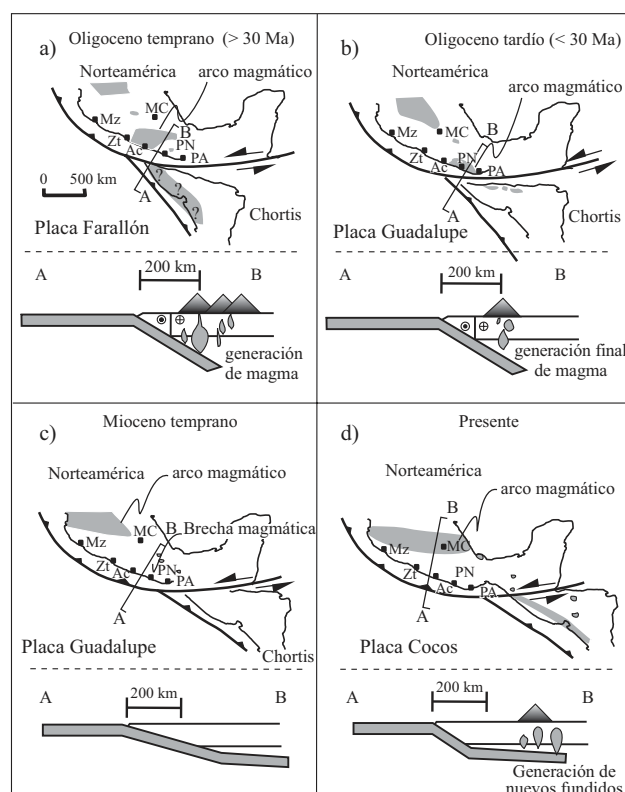 a)
Oligoceno temprano (> 30 Ma)
Norteamérica
arco magmático
MC
B
Mz
Zt
Ac
PN
PA
0 500 km
?
?
?
A
Chortis
Placa Farallón
A
200 km
B
generación
de magma
b)
Oligoceno tardío (< 30 Ma)
Norteamérica
arco magmático
MC
B
Mz
Zt
Ac
PN
PA
A
Chortis
Placa Guadalupe
A
200 km
B
generación final
de magma
c)
Mioceno temprano
Norteamérica
arco magmático
MC
B
Brecha magmática
Mz
Zt
Ac
PN
PA
A
Placa Guadalupe
Chortis
A
200 km
B
d)
Presente
Norteamérica
B
arco magmático
Mz
MC
Zt
Ac
PN
PA
A
Placa Cocos
Chortis
A
200 km
B
Generación de
nuevos fundidos